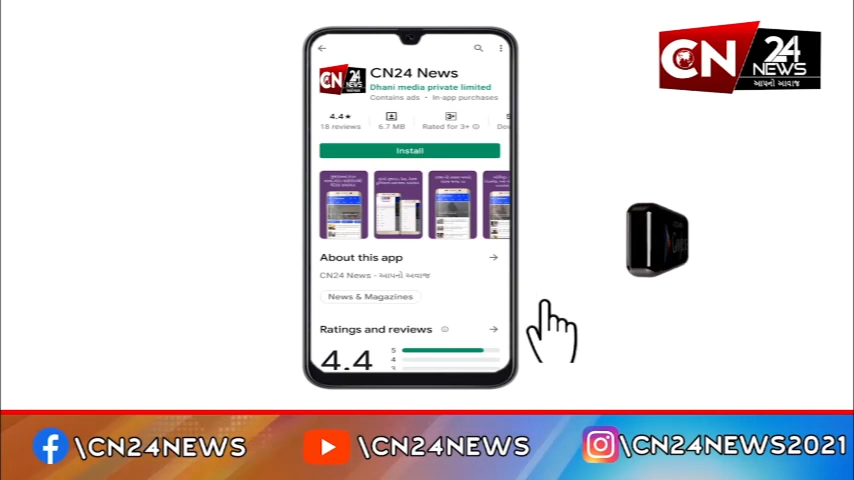 CN24 News
Dhani media private limited
Contains ads • In-app purchases
4.4★
18 reviews
6.7 MB
3+
Rated for 3+
Install
About this app
CN24 News - આપનો અવાજ
News & Magazines
Ratings and reviews
4.4
5
4
3
CN 24
NEWS
આપનો અવાજ
\CN24NEWS
\CN24NEWS
\CN24NEWS2021